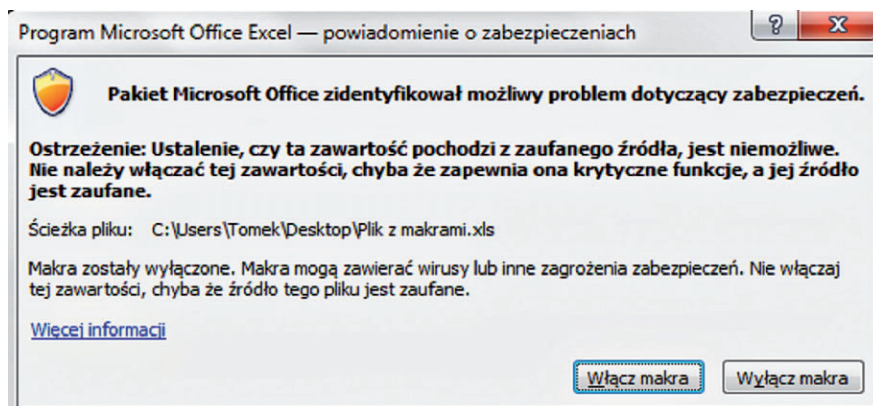 Program Microsoft Office Excel — powiadomienie o zabezpieczeniach
Pakiet Microsoft Office zidentyfikował możliwy problem dotyczący zabezpieczeń.
Ostrzeżenie: Ustalenie, czy ta zawartość pochodzi z zaufanego źródła, jest niemożliwe.
Nie należy włączać tej zawartości, chyba że zapewnia ona krytyczne funkcje, a jej źródło
jest zaufane.
Ścieżka pliku: C:\Users\Tomek\Desktop\Plik z makrami.xls
Makra zostały wyłączone. Makra mogą zawierać wirusy lub inne zagrożenia zabezpieczeń. Nie włączaj
tej zawartości, chyba że źródło tego pliku jest zaufane.
Więcej informacji
Włącz makra Wyłącz makra